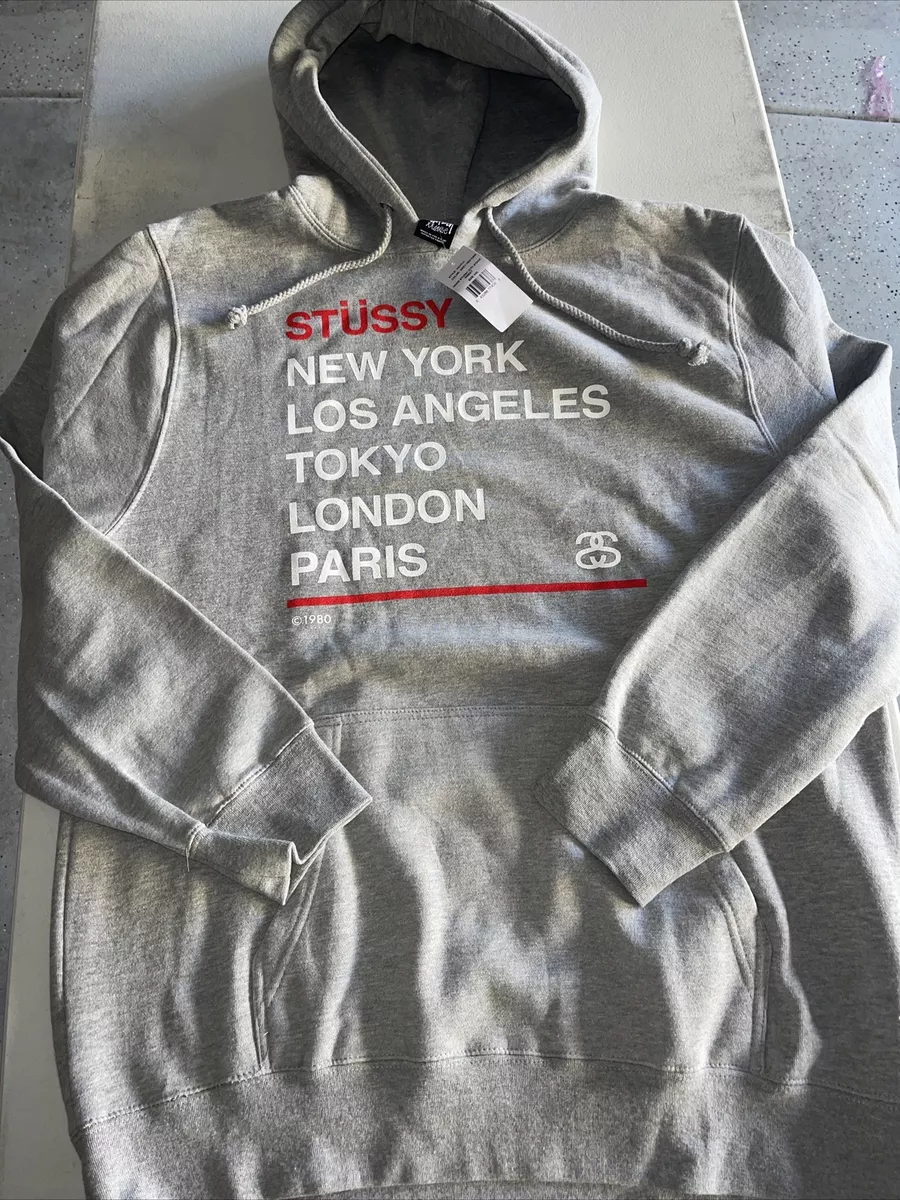 STÜSSY
NEW YORK
LOS ANGELES
TOKYO
LONDON
PARIS
©1980